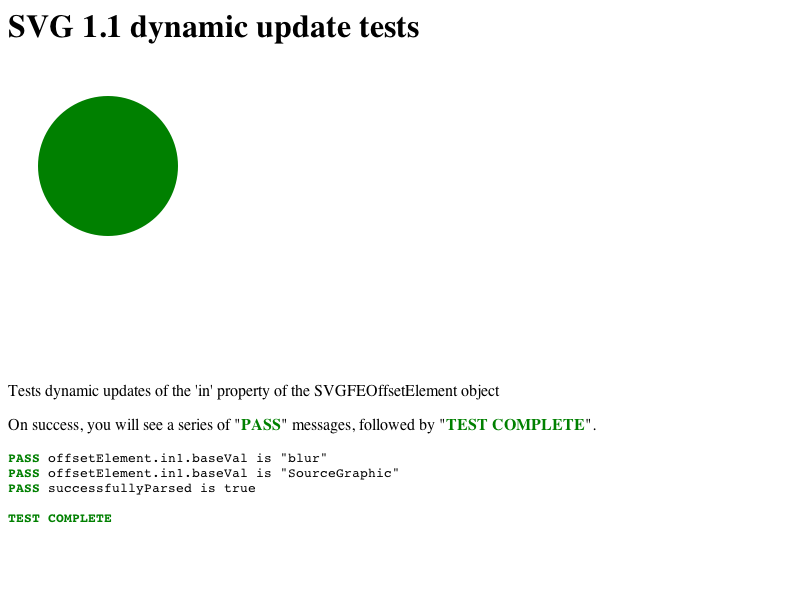 SVG 1.1 dynamic update tests
Tests dynamic updates of the 'in' property of the SVGFEOffsetElement object
On success, you will see a series of "PASS" messages, followed by "TEST COMPLETE".
PASS offsetElement.in1.baseVal is "blur"
PASS offsetElement.in1.baseVal is "SourceGraphic"
PASS successfullyParsed is true
TEST COMPLETE